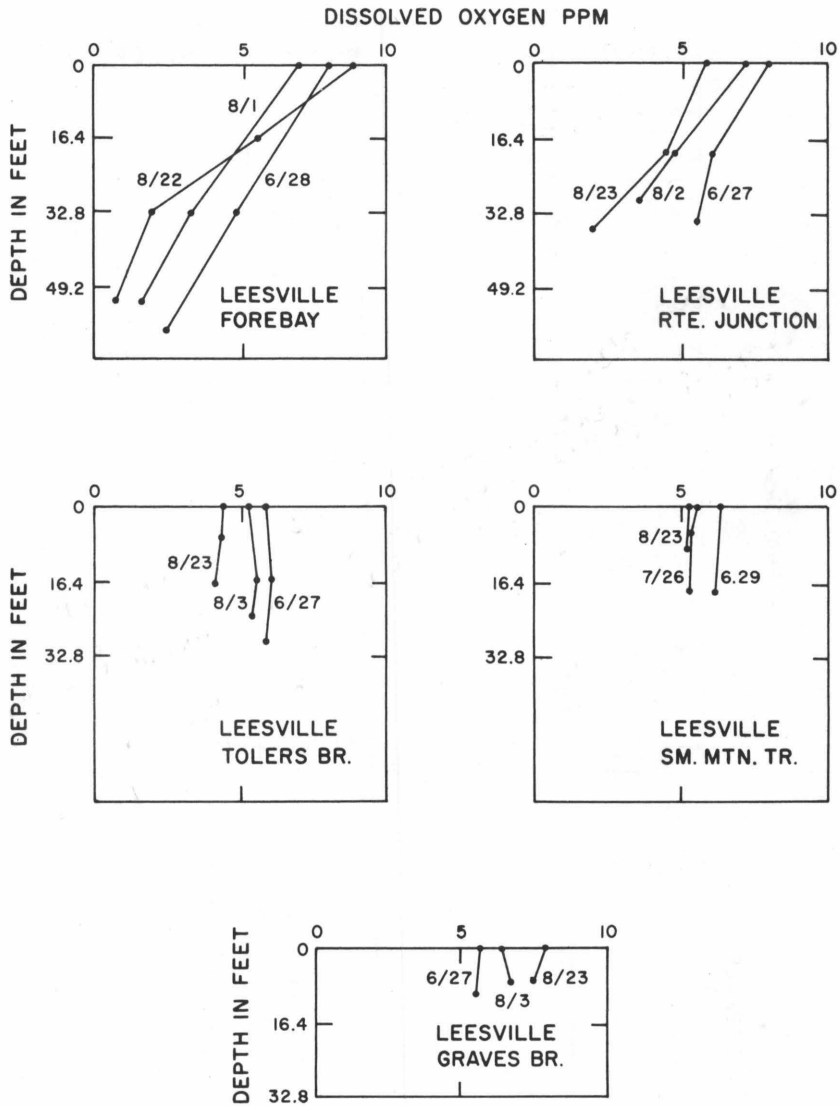 DISSOLVED OXYGEN PPM
0 5 10
0 5 10
DEPTH IN FEET
0
16.4
32.8
49.2
8/1
8/22
6/28
LEESVILLE
FOREBAY
0
16.4
32.8
49.2
8/23
8/2
6/27
LEESVILLE
RTE. JUNCTION
0 5 10
0 5 10
DEPTH IN FEET
0
16.4
32.8
8/23
8/3
6/27
LEESVILLE
TOLERS BR.
0
16.4
32.8
8/23
7/26
6.29
LEESVILLE
SM. MTN. TR.
0 5 10
DEPTH IN FEET
0
16.4
32.8
6/27
8/3
8/23
LEESVILLE
GRAVES BR.